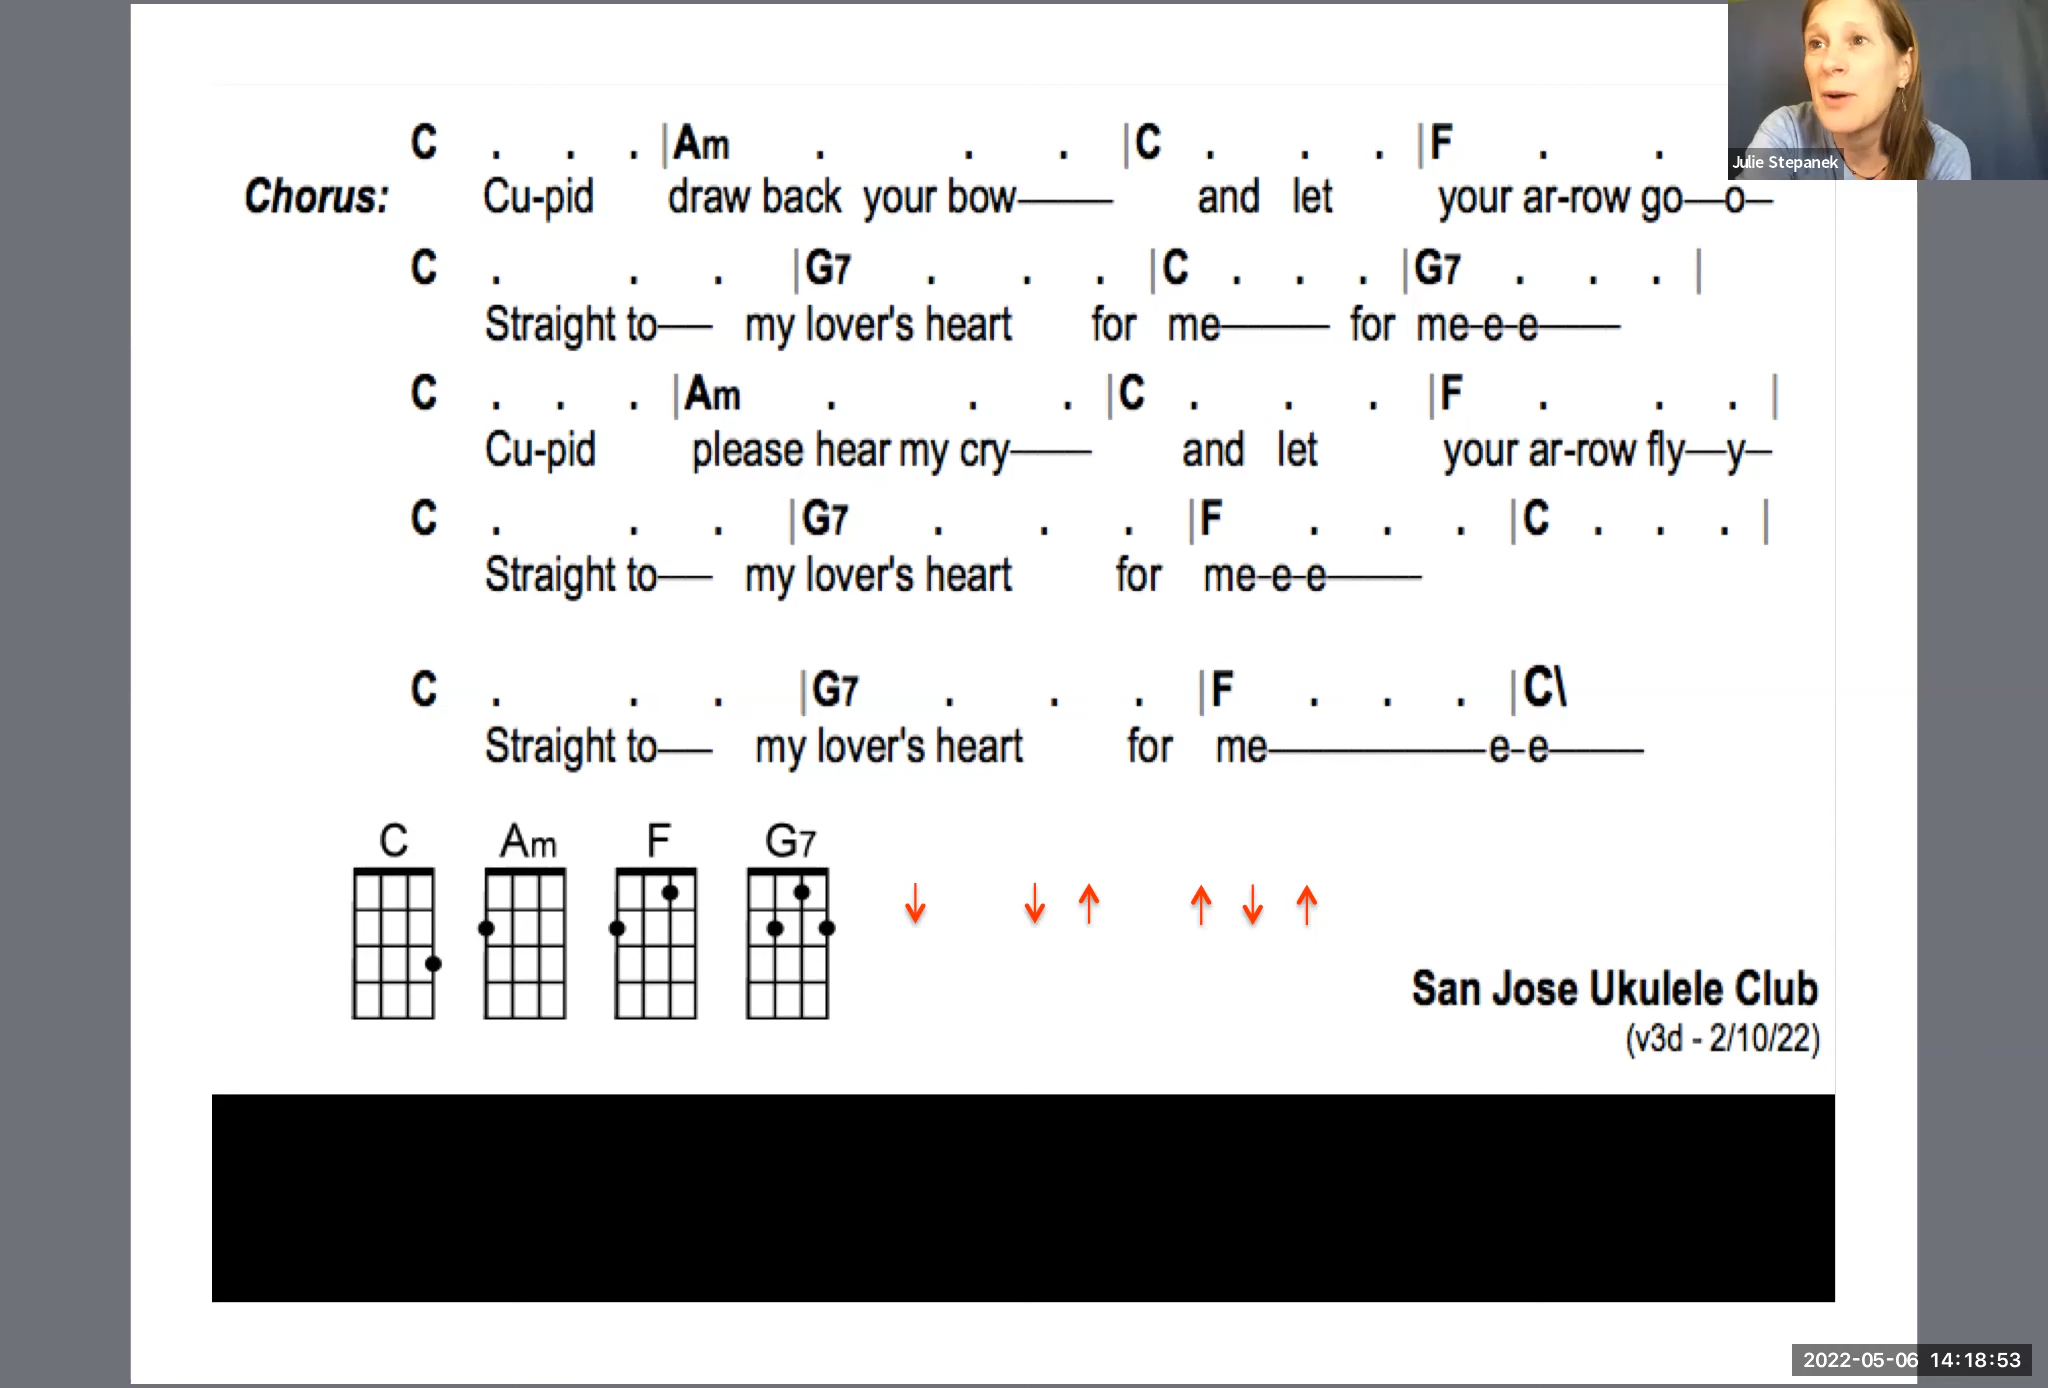 C . . . |Am . . . |C . . . |F . .
Julie Stepanek
Chorus: Cu-pid draw back your bow—— and let your ar-row go—o—
C . . . |G7 . . . |C . . . |G7 . . . |
Straight to— my lover's heart for me—— for me-e-e——
C . . . |Am . . . |C . . . |F . . . |
Cu-pid please hear my cry—— and let your ar-row fly—y—
C . . . |G7 . . . |F . . . |C . . . |
Straight to— my lover's heart for me-e-e——
C . . . |G7 . . . |F . . . |C\
Straight to— my lover's heart for me————e-e——
C Am F G7
↓ ↓ ↑ ↑ ↓ ↑
San Jose Ukulele Club
(v3d - 2/10/22)
2022-05-06 14:18:53